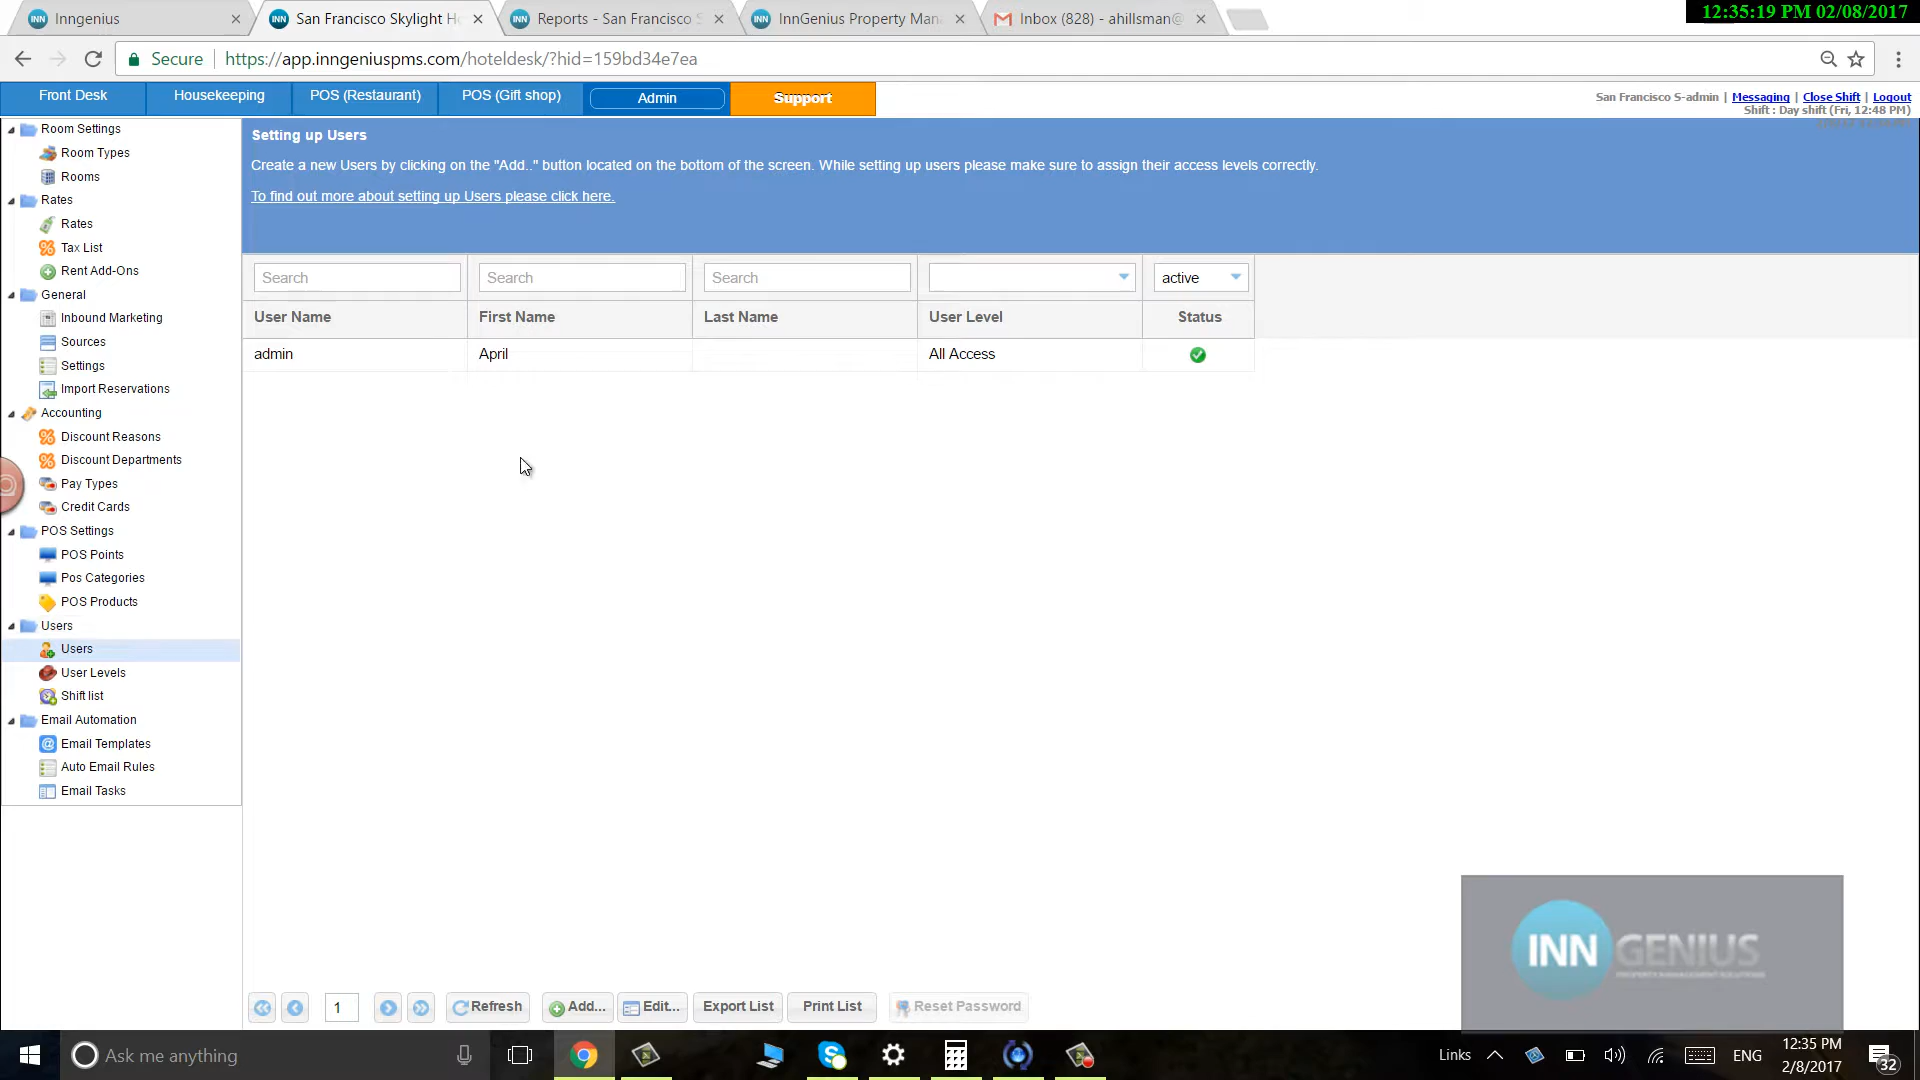 Inngenius
San Francisco Skylight H
Reports - San Francisco S
InnGenius Property Man
Inbox (828) - ahillsman@
12:35:19 PM 02/08/2017
Secure
https://app.inngeniuspms.com/hoteldesk/?hid=159bd34e7ea
Front Desk
Housekeeping
POS (Restaurant)
POS (Gift shop)
Admin
Support
San Francisco S-admin | Messaging | Close Shift | Logout
Shift : Day shift (Fri, 12:48 PM)
Room Settings
Room Types
Rooms
Rates
Rates
Tax List
Rent Add-Ons
General
Inbound Marketing
Sources
Settings
Import Reservations
Accounting
Discount Reasons
Discount Departments
Pay Types
Credit Cards
POS Settings
POS Points
Pos Categories
POS Products
Users
Users
User Levels
Shift list
Email Automation
Email Templates
Auto Email Rules
Email Tasks
Setting up Users
Create a new Users by clicking on the "Add.." button located on the bottom of the screen. While setting up users please make sure to assign their access levels correctly.
To find out more about setting up Users please click here.
Search
Search
Search
active
User Name
First Name
Last Name
User Level
Status
admin
April
All Access
INNGENIUS
PROPERTY MANAGEMENT SOLUTIONS
1
Refresh
Add...
Edit...
Export List
Print List
Reset Password
Ask me anything
Links
ENG
12:35 PM
2/8/2017
32